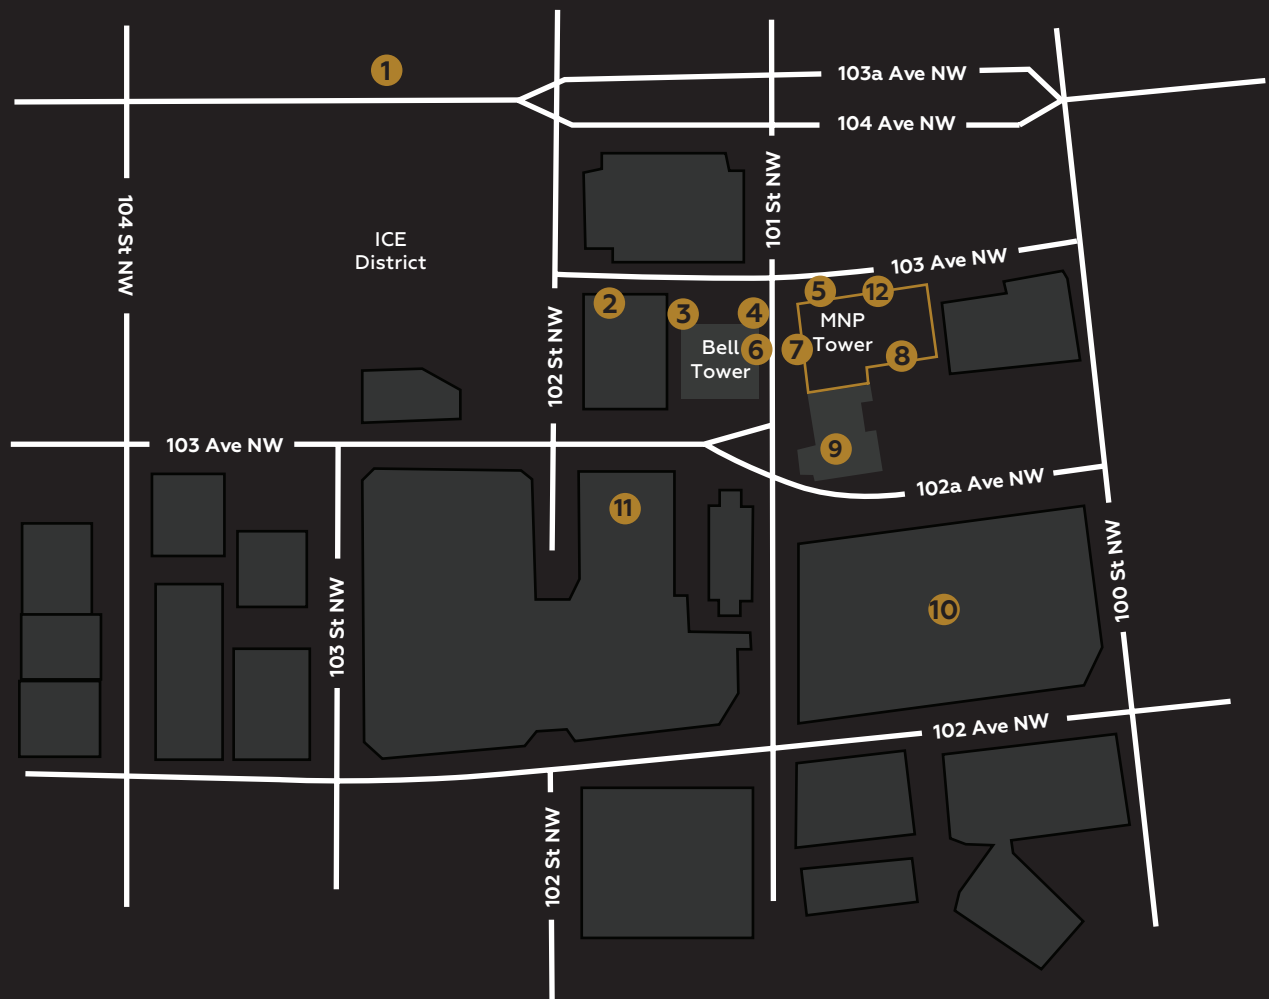 1
103a Ave NW
104 Ave NW
104 St NW
101 St NW
ICE
District
103 Ave NW
2
3
4
5
12
MNP
Tower
102 St NW
Bell
Tower
6
7
8
103 Ave NW
9
102a Ave NW
11
103 St NW
100 St NW
10
102 Ave NW
102 St NW